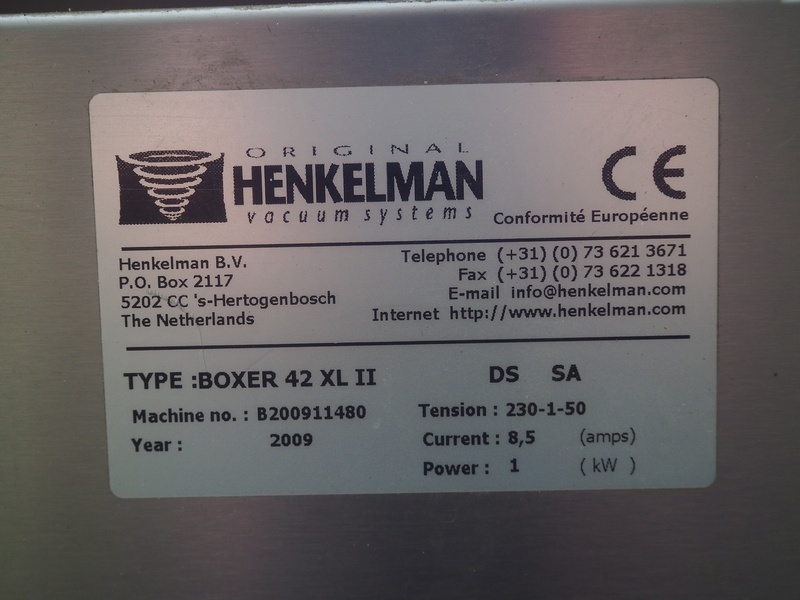 ORIGINAL
HENKELMAN
vacuum systems
CE
Conformité Européenne
Henkelman B.V.
P.O. Box 2117
5202 CC 's-Hertogenbosch
The Netherlands
Telephone (+31) (0) 73 621 3671
Fax (+31) (0) 73 622 1318
E-mail info@henkelman.com
Internet http://www.henkelman.com
TYPE :BOXER 42 XL II DS SA
Machine no. : B200911480
Year : 2009
Tension : 230-1-50
Current : 8,5 (amps)
Power : 1 ( kW )